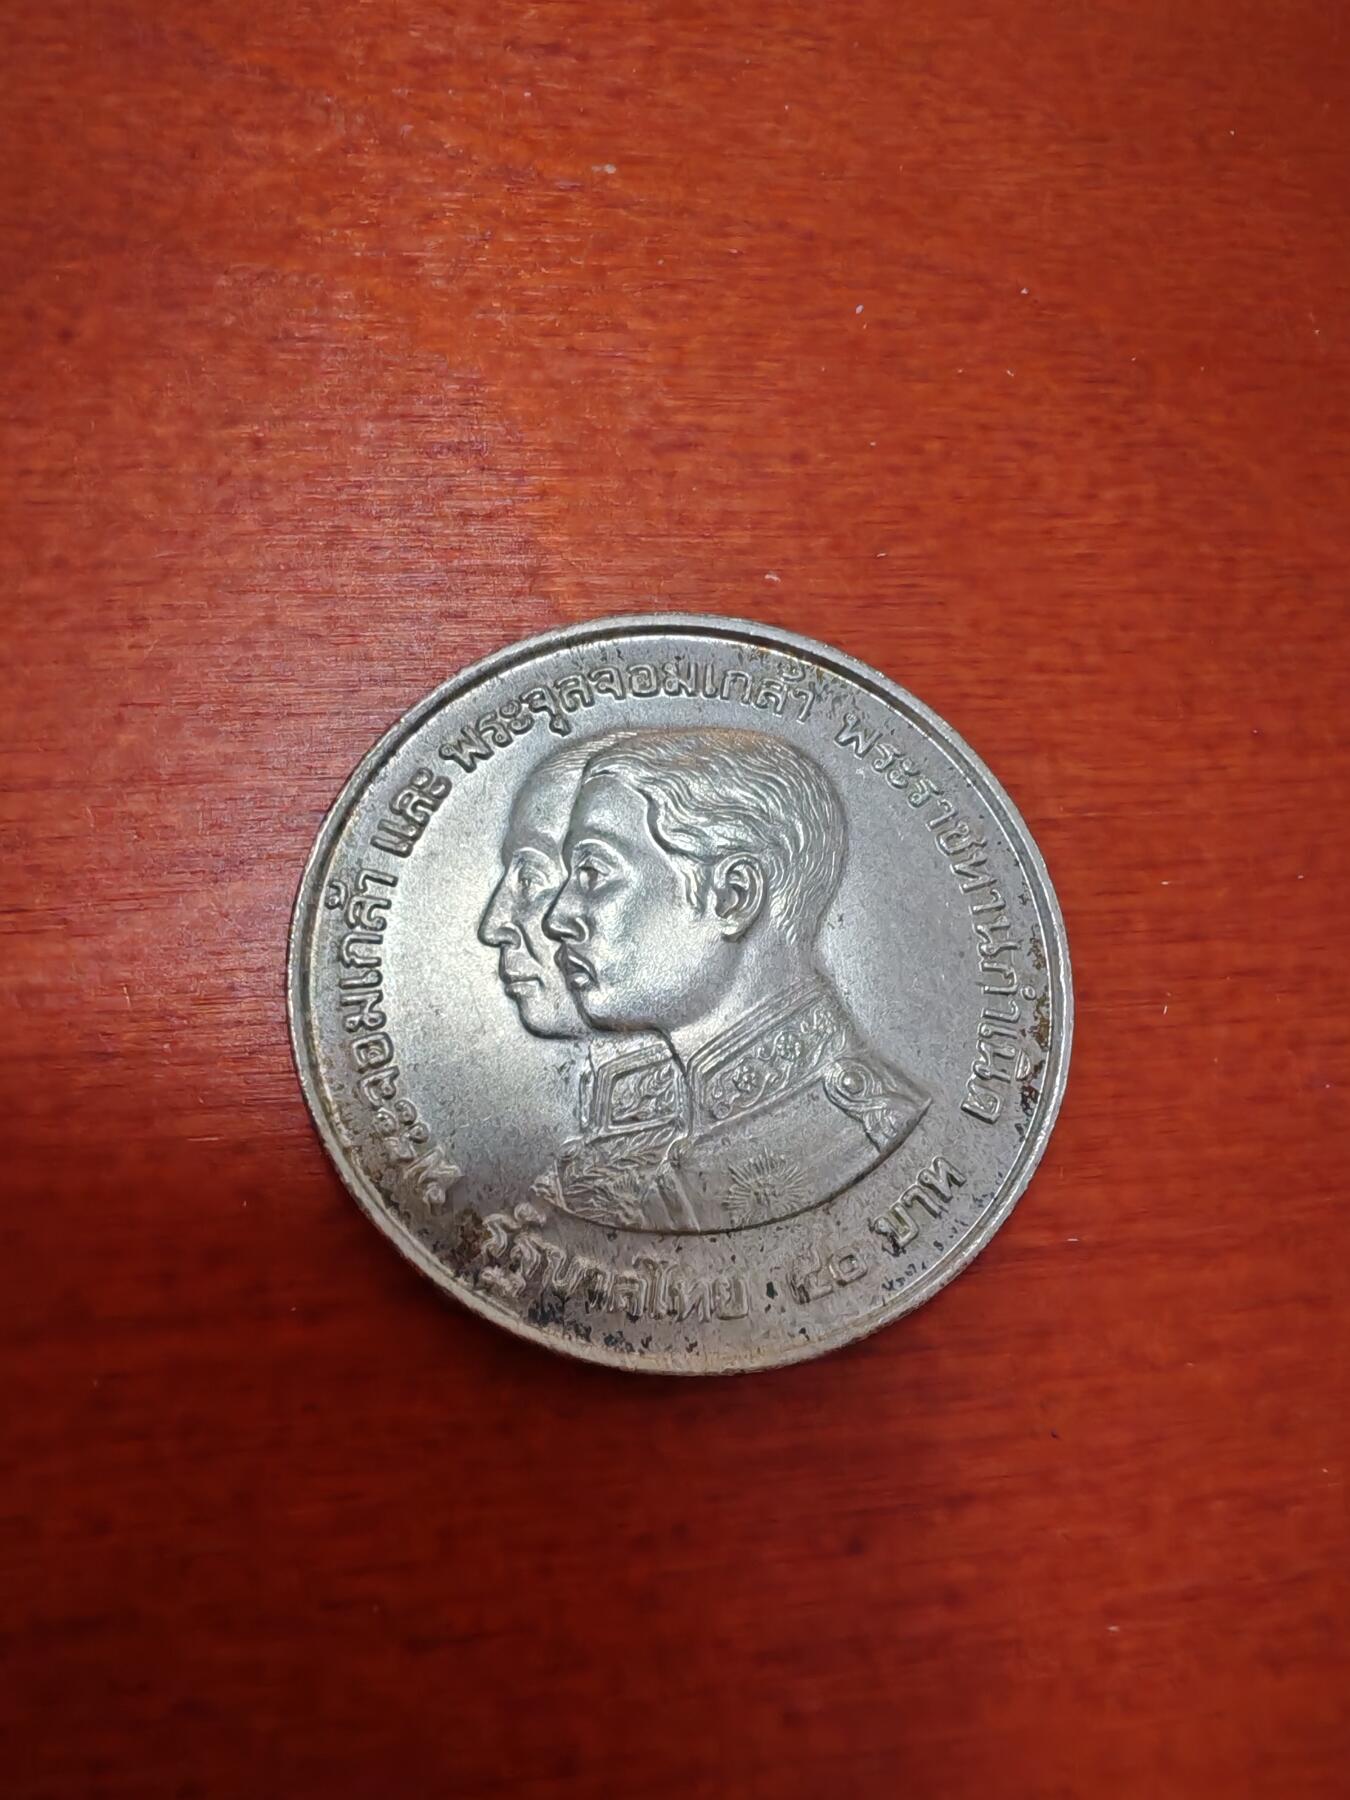 พระจอมเกล้า และ พระจุลจอมเกล้า พระราชทานกำเนิด
รัฐบาลไทย ๕๐ บาท